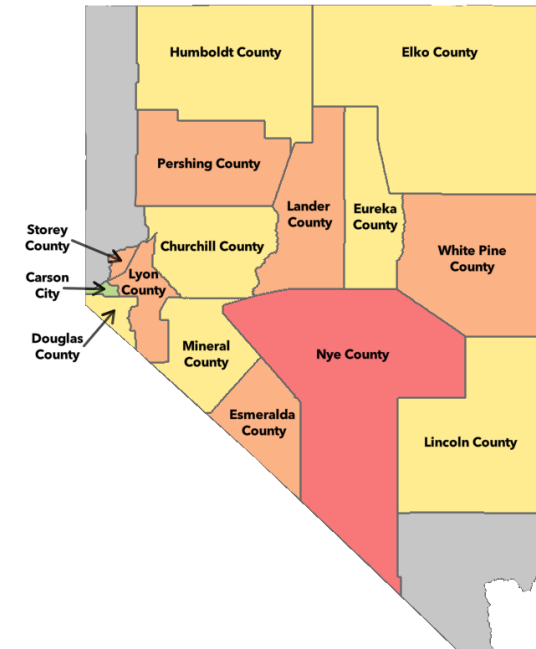 Humboldt County
Elko County
Pershing County
Lander
County
Eureka
County
Storey
County
Churchill County
White Pine
County
Carson
City
Lyon
County
Douglas
County
Mineral
County
Nye County
Esmeralda
County
Lincoln County